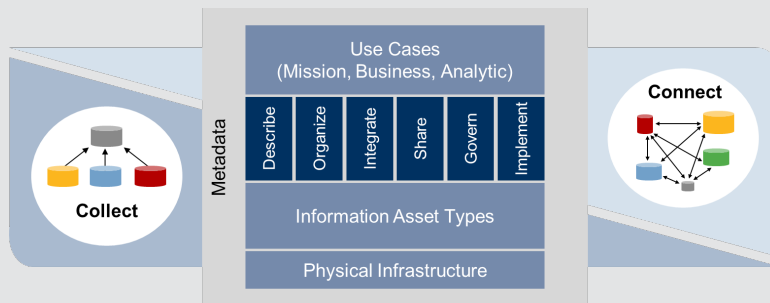 Use Cases
(Mission, Business, Analytic)
Connect
Metadata
Describe
Organize
Integrate
Share
Govern
Implement
Collect
Information Asset Types
Physical Infrastructure